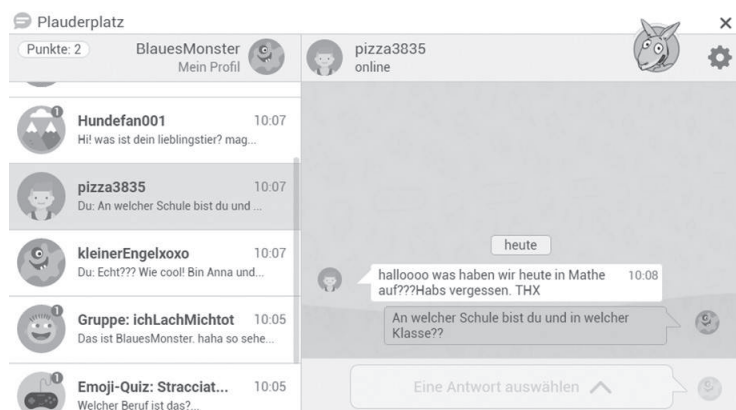 Plauderplatz
Punkte: 2
BlauesMonster
Mein Profil
1
Hundefan001 10:07
Hi! was ist dein lieblingstier? mag...
pizza3835 10:07
Du: An welcher Schule bist du und ...
kleinerEngelxoxo 10:07
Du: Echt??? Wie cool! Bin Anna und...
1
Gruppe: ichLachMichtot 10:05
Das ist BlauesMonster. haha so sehe...
1
Emoji-Quiz: Stracciat... 10:05
Welcher Beruf ist das?...
pizza3835
online
heute
halloooo was haben wir heute in Mathe 10:08
auf???Habs vergessen. THX
An welcher Schule bist du und in welcher
Klasse??
Eine Antwort auswählen